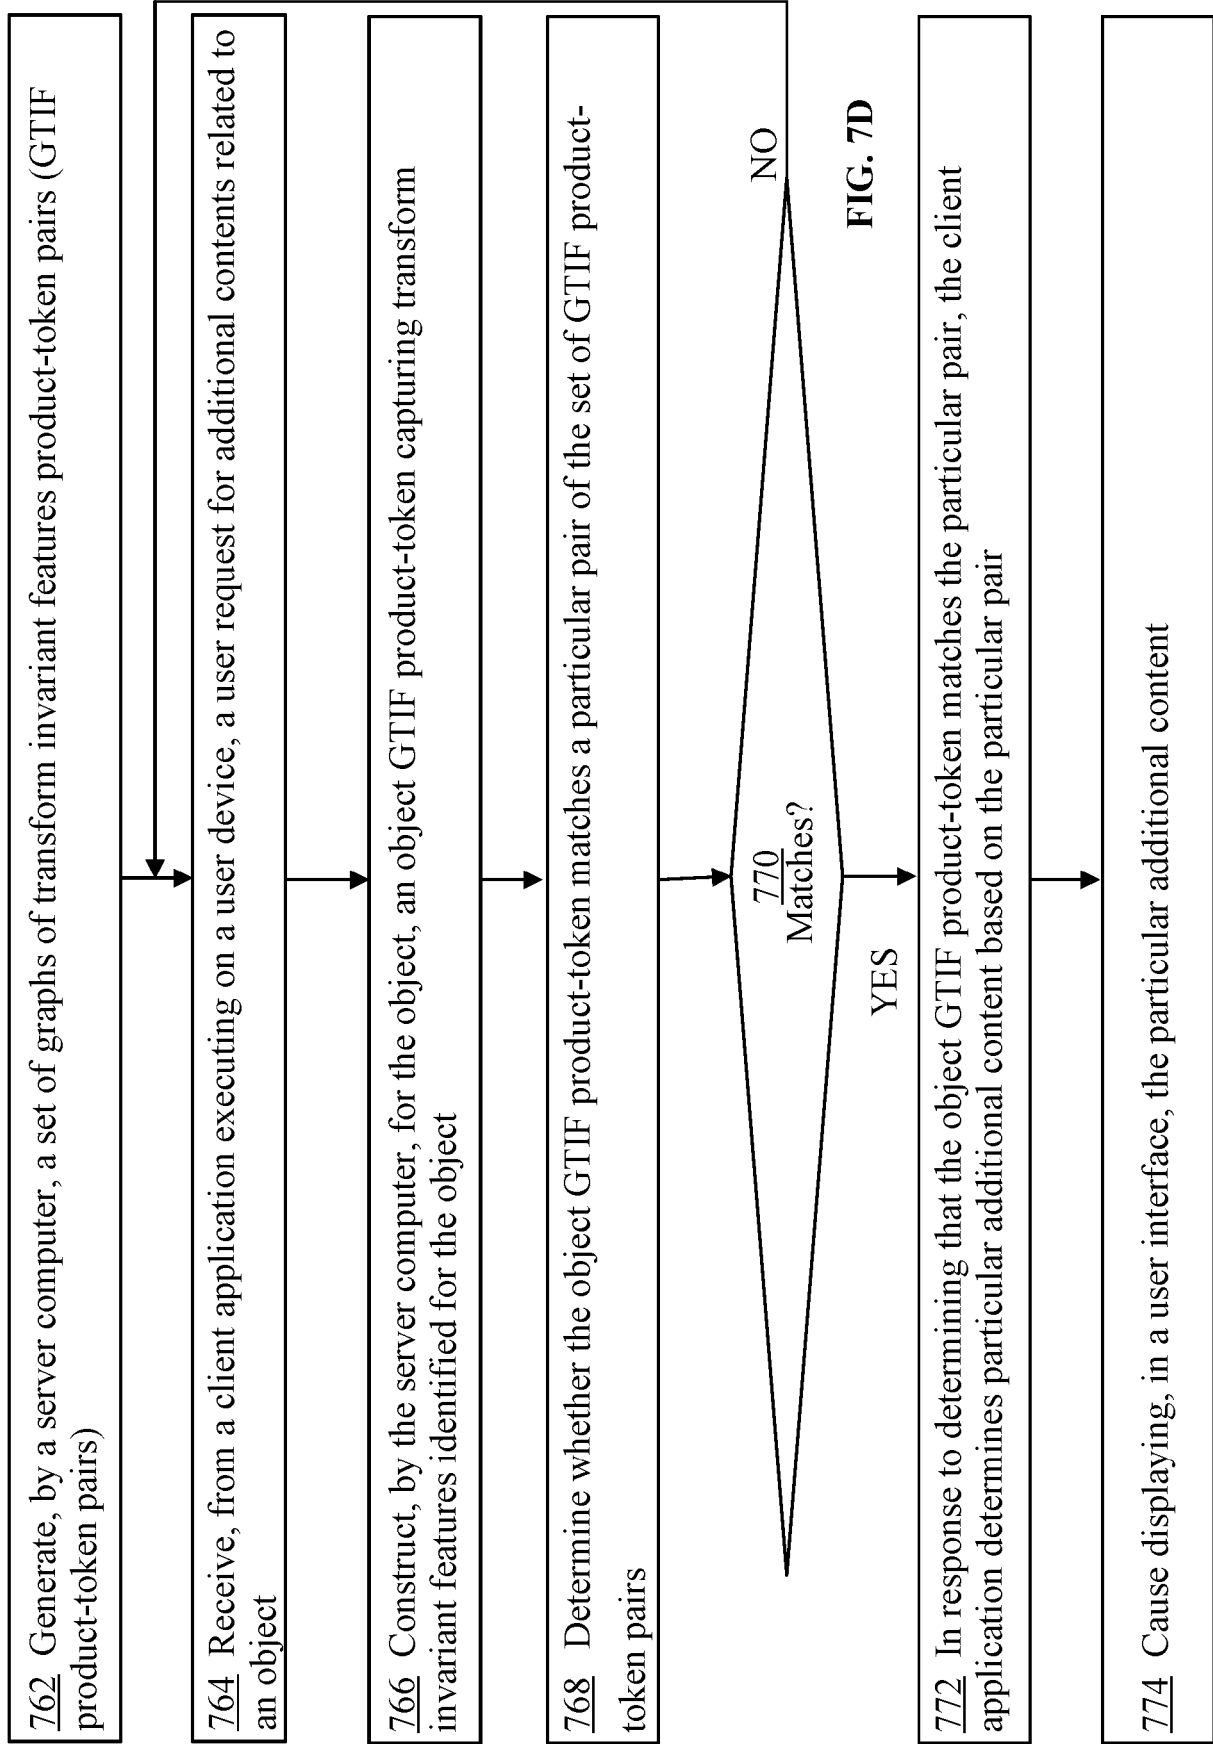 762 Generate, by a server computer, a set of graphs of transform invariant features product-token pairs (GTIF
product-token pairs)
764 Receive, from a client application executing on a user device, a user request for additional contents related to
an object
766 Construct, by the server computer, for the object, an object GTIF product-token capturing transform
invariant features identified for the object
768 Determine whether the object GTIF product-token matches a particular pair of the set of GTIF product-
token pairs
770
Matches?
NO
YES
772 In response to determining that the object GTIF product-token matches the particular pair, the client
application determines particular additional content based on the particular pair
774 Cause displaying, in a user interface, the particular additional content
FIG. 7D